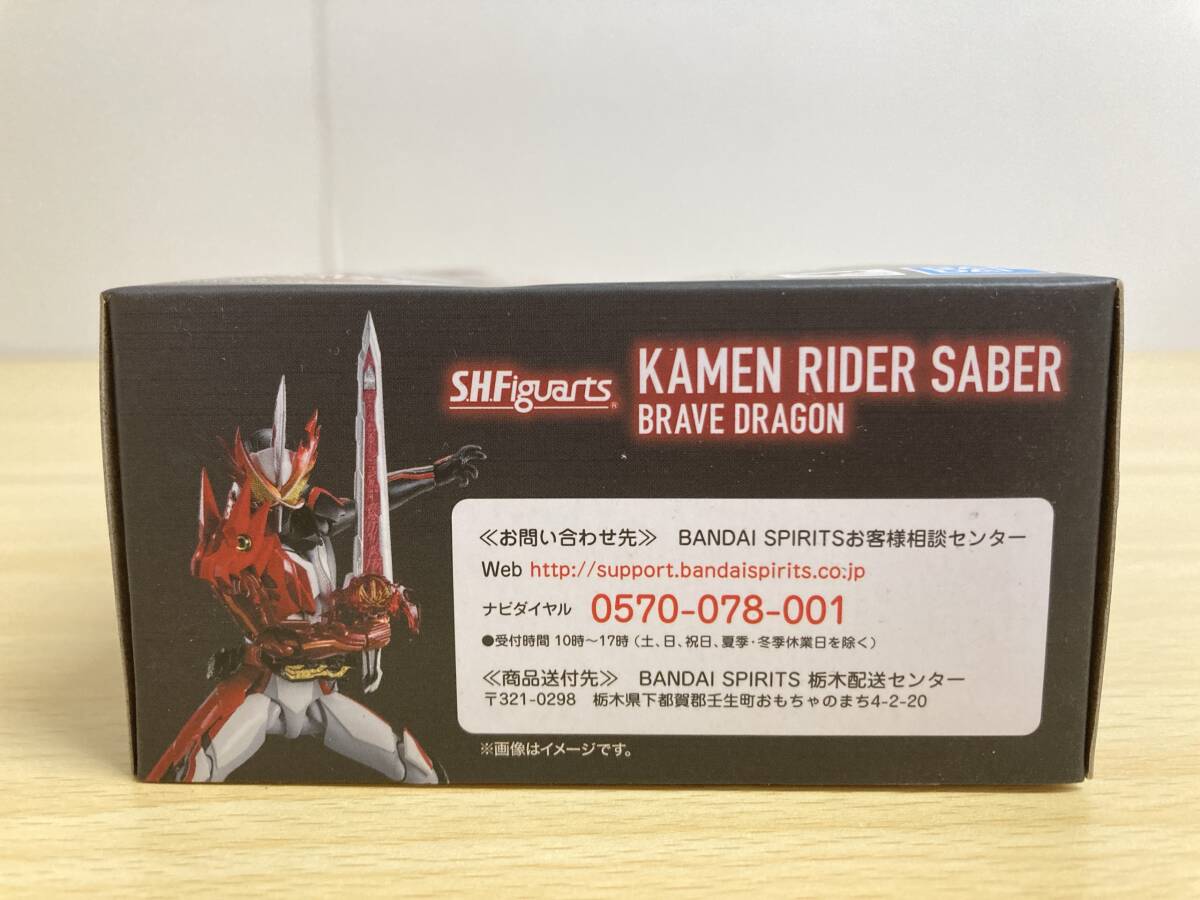 S.H.Figuarts®
KAMEN RIDER SABER
BRAVE DRAGON
≪お問い合わせ先≫ BANDAI SPIRITSお客様相談センター
Web http://support.bandaispirits.co.jp
ナビダイヤル 0570-078-001
●受付時間 10時〜17時（土、日、祝日、夏季・冬季休業日を除く）
≪商品送付先≫ BANDAI SPIRITS 栃木配送センター
〒321-0298 栃木県下都賀郡壬生町おもちゃのまち4-2-20
※画像はイメージです。